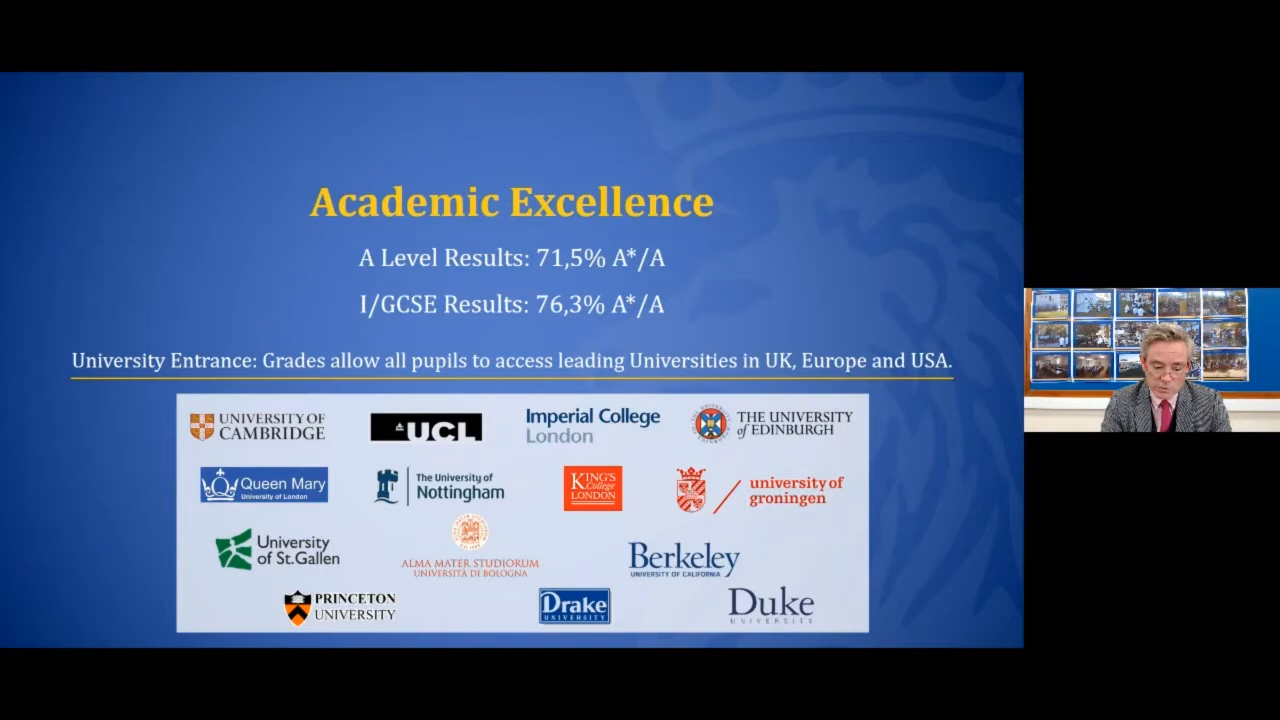 Academic Excellence
A Level Results: 71,5% A*/A
I/GCSE Results: 76,3% A*/A
University Entrance: Grades allow all pupils to access leading Universities in UK, Europe and USA.
UNIVERSITY OF
CAMBRIDGE
UCL
Imperial College
London
THE UNIVERSITY
of EDINBURGH
Queen Mary
University of London
The University of
Nottingham
KING'S
College
LONDON
university of
groningen
University
of St.Gallen
ALMA MATER STUDIORUM
UNIVERSITÀ DI BOLOGNA
Berkeley
UNIVERSITY OF CALIFORNIA
PRINCETON
UNIVERSITY
Drake
UNIVERSITY
Duke
UNIVERSITY